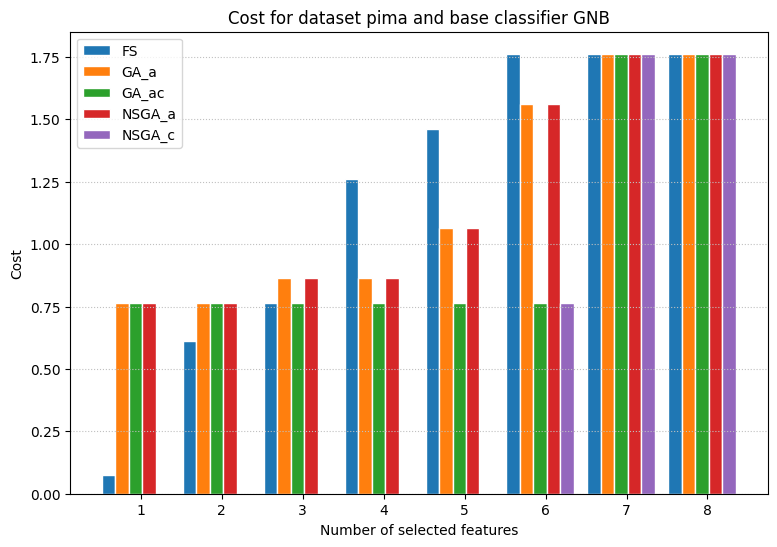 Cost for dataset pima and base classifier GNB
FS
GA_a
GA_ac
NSGA_a
NSGA_c
Cost
1.75
1.50
1.25
1.00
0.75
0.50
0.25
0.00
1 2 3 4 5 6 7 8
Number of selected features